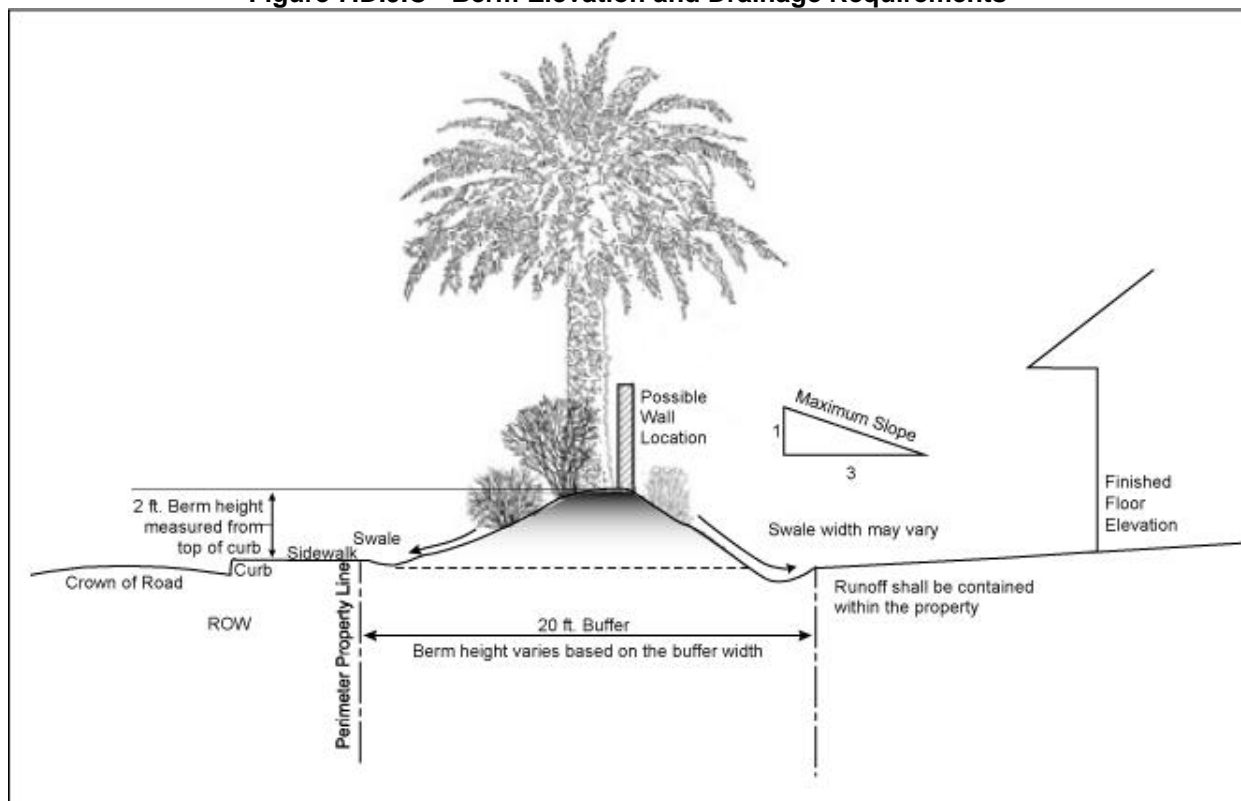 Possible
Wall
Location
Maximum Slope
1
3
2 ft. Berm height
measured from
top of curb
Swale
Sidewalk
Curb
Crown of Road
ROW
Perimeter Property Line
Swale width may vary
Finished
Floor
Elevation
Runoff shall be contained
within the property
20 ft. Buffer
Berm height varies based on the buffer width